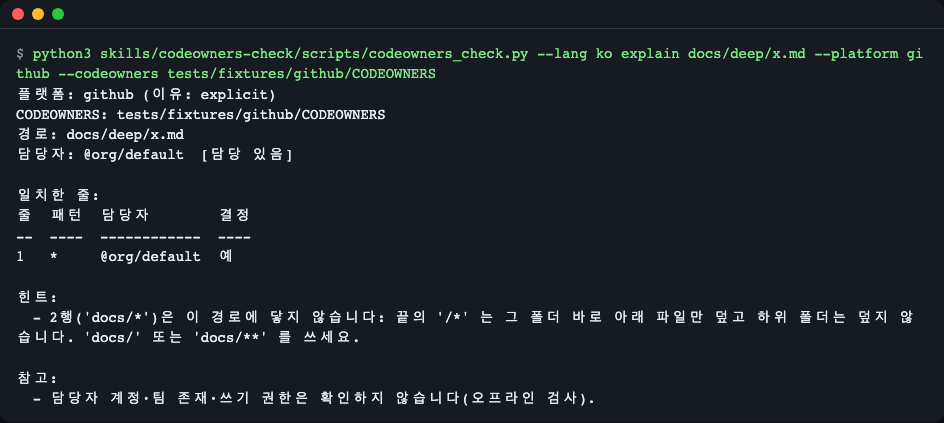 $ python3 skills/codeowners-check/scripts/codeowners_check.py --lang ko explain docs/deep/x.md --platform gi
thub --codeowners tests/fixtures/github/CODEOWNERS
플랫폼: github (이유: explicit)
CODEOWNERS: tests/fixtures/github/CODEOWNERS
경로: docs/deep/x.md
담당자: @org/default  [담당 있음]
일치한 줄:
줄  패턴  담당자        결정
--  ----  ------------  ----
1   *     @org/default  예
힌트:
  - 2행('docs/*')은 이 경로에 닿지 않습니다: 끝의 '/*' 는 그 폴더 바로 아래 파일만 덮고 하위 폴더는 덮지 않
습니다. 'docs/' 또는 'docs/**' 를 쓰세요.
참고:
  - 담당자 계정·팀 존재·쓰기 권한은 확인하지 않습니다(오프라인 검사).